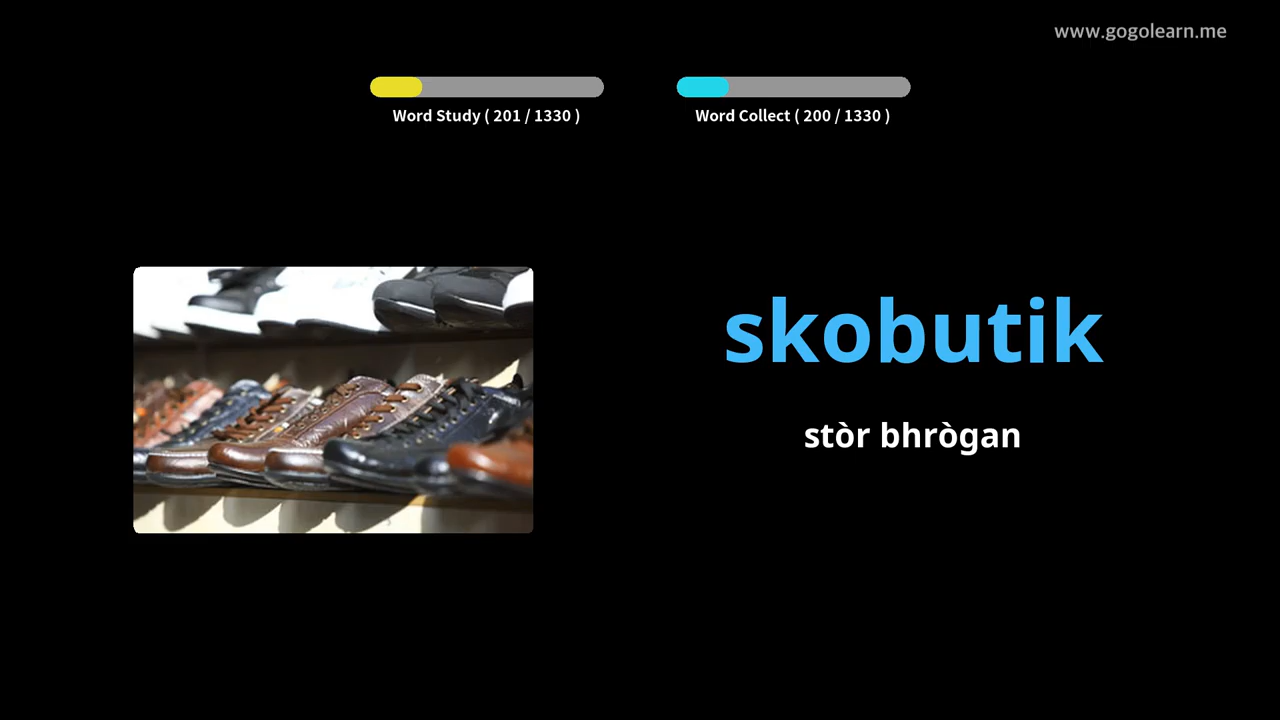 www.gogolearn.me
Word Study ( 201 / 1330 )
Word Collect ( 200 / 1330 )
skobutik
stòr bhrògan